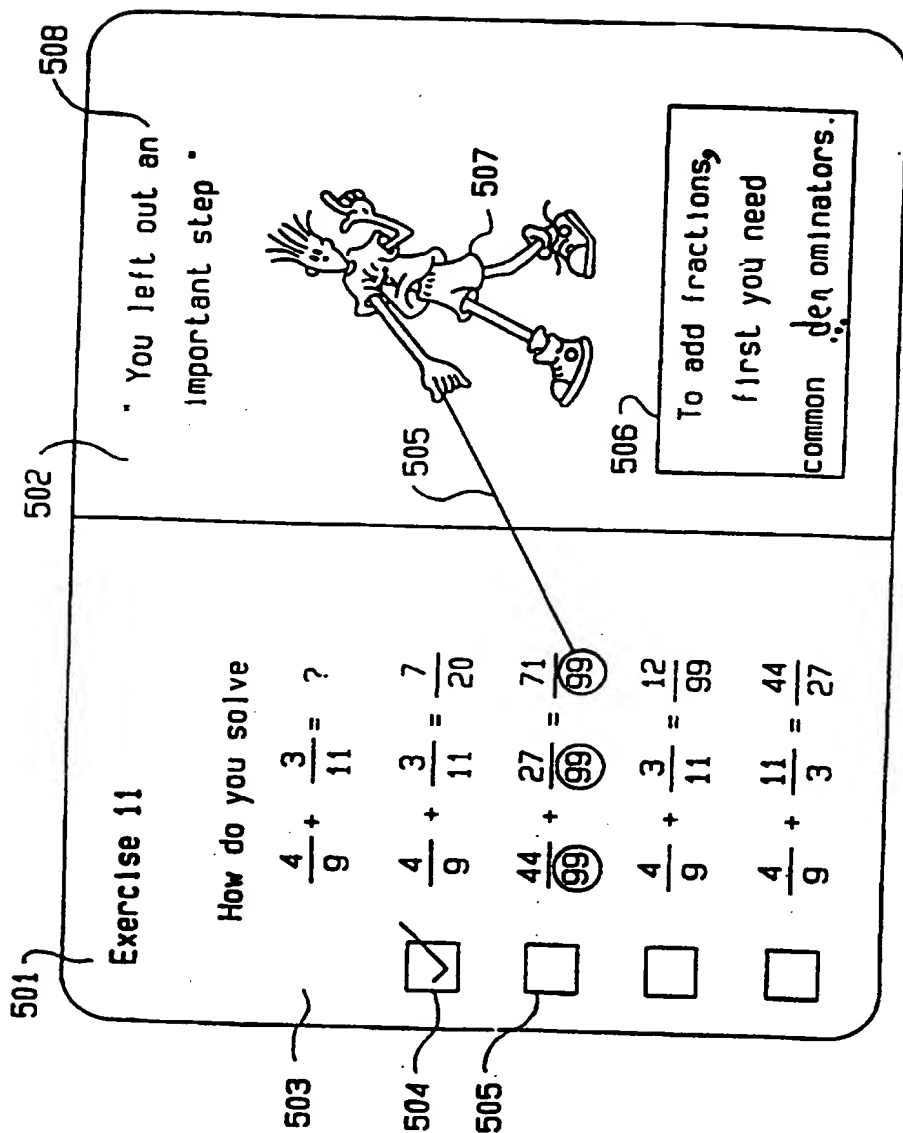 501
502
508
Exercise 11
" You left out an
important step "
503
How do you solve
4/9 + 3/11 = ?
504
4/9 + 3/11 = 7/20
505
44/99 + 27/99 = 71/99
4/9 + 3/11 = 12/99
4/9 + 11/3 = 44/27
505
507
506
To add fractions,
first you need
common den ominators.